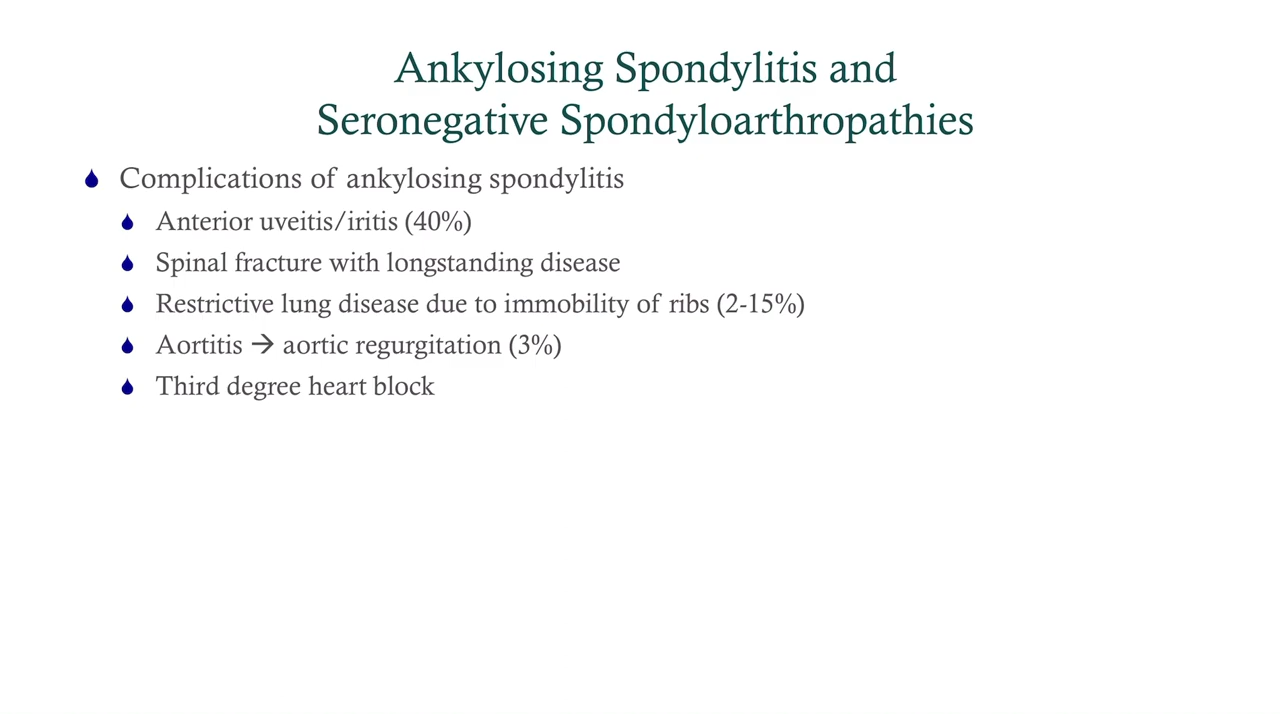 Ankylosing Spondylitis and
Seronegative Spondyloarthropathies
Complications of ankylosing spondylitis
Anterior uveitis/iritis (40%)
Spinal fracture with longstanding disease
Restrictive lung disease due to immobility of ribs (2-15%)
Aortitis → aortic regurgitation (3%)
Third degree heart block